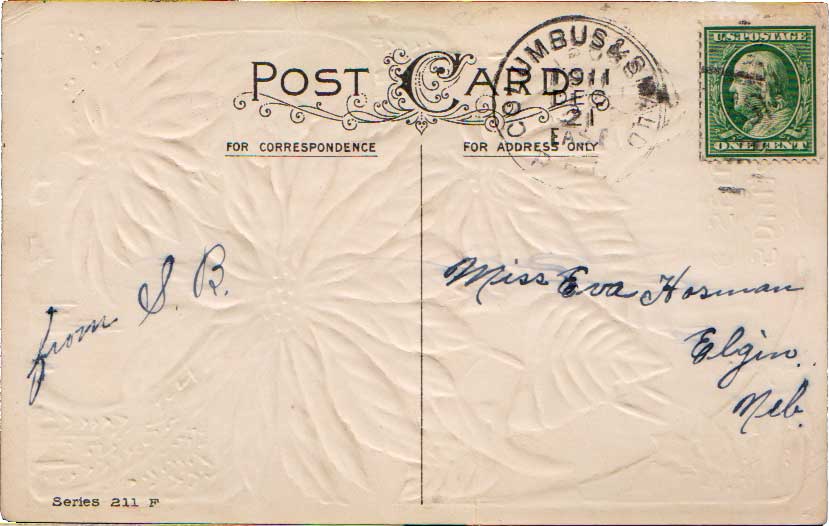 POST CARD
FOR CORRESPONDENCE
FOR ADDRESS ONLY
COLUMBUS &
1911
DEC
21
EAST
U.S. POSTAGE
ONE CENT
from S. B.
Miss Eva Hosman
Elgin
Neb.
Series 211 F